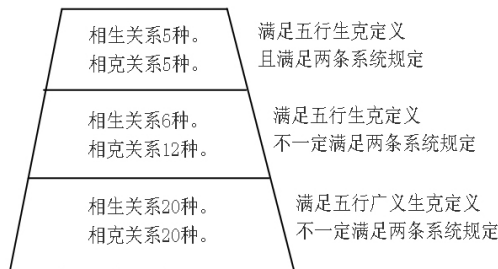 相生关系5种。
相克关系5种。
满足五行生克定义
且满足两条系统规定
相生关系6种。
相克关系12种。
满足五行生克定义
不一定满足两条系统规定
相生关系20种。
相克关系20种。
满足五行广义生克定义
不一定满足两条系统规定